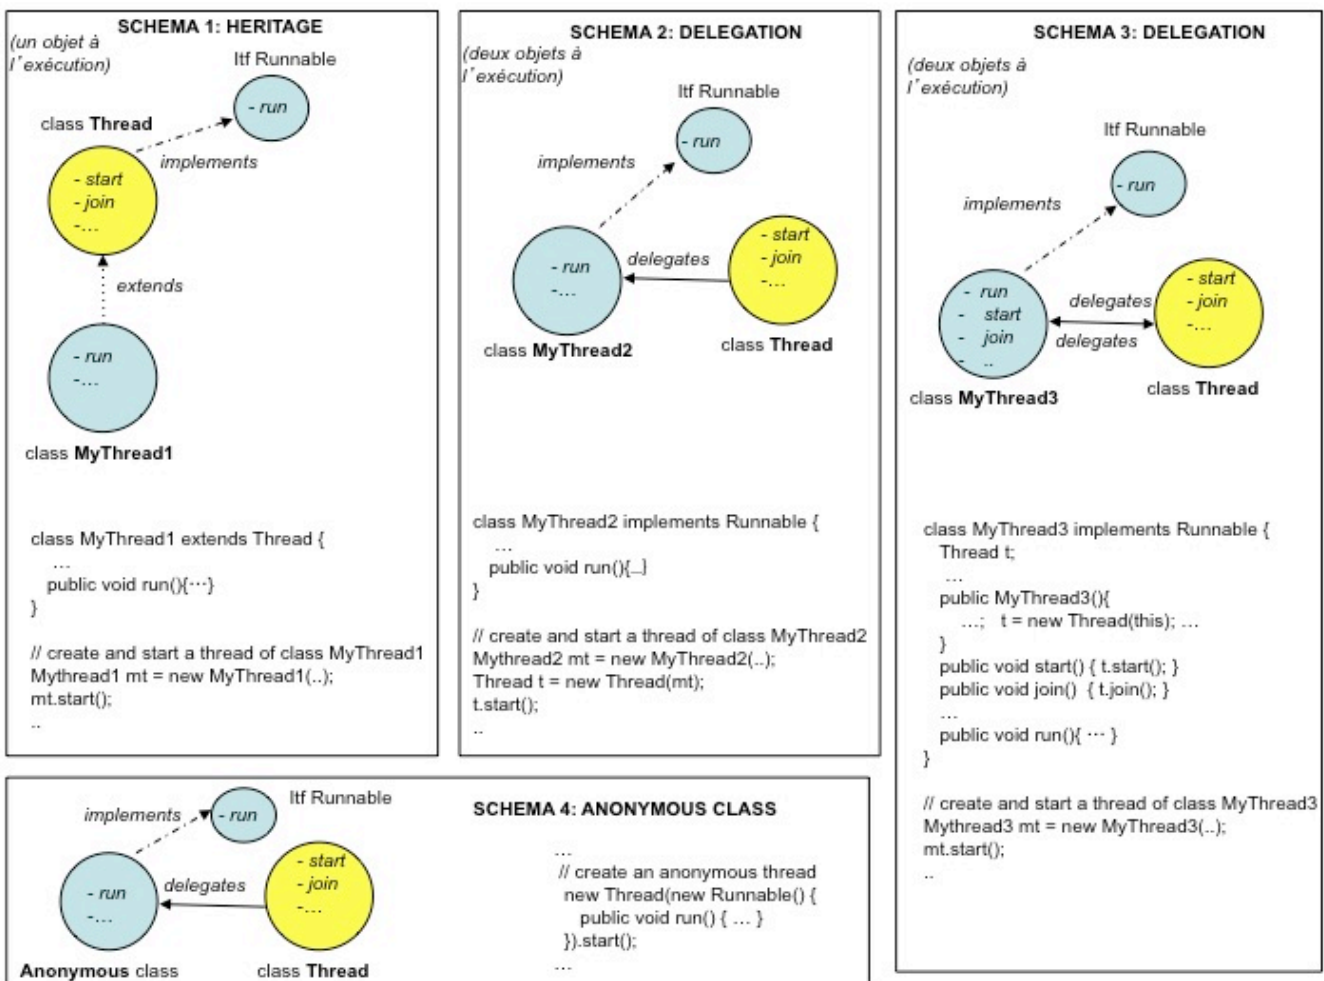 SCHEMA 1: HERITAGE
(un objet à
l'exécution)
Itf Runnable
- run
class Thread
implements
- start
- join
-...
extends
- run
-...
class MyThread1
class MyThread1 extends Thread {
...
public void run(){···}
}
// create and start a thread of class MyThread1
Mythread1 mt = new MyThread1(..);
mt.start();
..
SCHEMA 2: DELEGATION
(deux objets à
l'exécution)
Itf Runnable
- run
implements
- start
- join
-...
delegates
- run
-...
class MyThread2
class Thread
class MyThread2 implements Runnable {
...
public void run(){...}
}
// create and start a thread of class MyThread2
Mythread2 mt = new MyThread2(..);
Thread t = new Thread(mt);
t.start();
..
SCHEMA 3: DELEGATION
(deux objets à
l'exécution)
Itf Runnable
- run
implements
- run
- start
- join
- ..
delegates
delegates
- start
- join
-...
class MyThread3
class Thread
class MyThread3 implements Runnable {
Thread t;
...
public MyThread3(){
...; t = new Thread(this); ...
}
public void start() { t.start(); }
public void join() { t.join(); }
...
public void run(){ ··· }
}
// create and start a thread of class MyThread3
Mythread3 mt = new MyThread3(..);
mt.start();
..
SCHEMA 4: ANONYMOUS CLASS
implements
Itf Runnable
- run
- run
-...
delegates
- start
- join
-...
Anonymous class
class Thread
...
// create an anonymous thread
new Thread(new Runnable() {
public void run() { ... }
}).start();
...